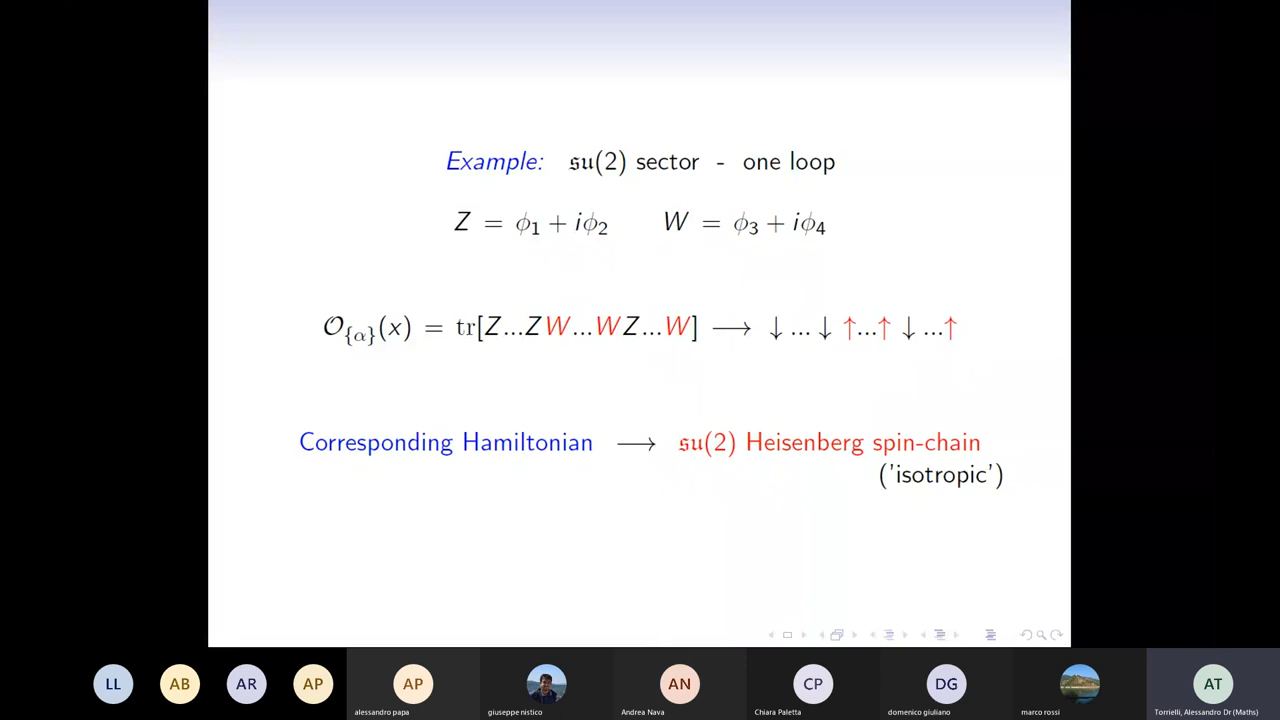 Example: 𝔰𝔲(2) sector - one loop
Z = ϕ₁ + iϕ₂ W = ϕ₃ + iϕ₄
𝒪_{α}(x) = tr[Z...ZW...WZ...W] ⟶ ↓...↓ ↑...↑ ↓...↑
Corresponding Hamiltonian ⟶ 𝔰𝔲(2) Heisenberg spin-chain
('isotropic')
LL AB AR AP AP AN CP DG AT
alessandro papa giuseppe nistico Andrea Nava Chiara Paletta domenico giuliano marco rossi Torrielli, Alessandro Dr (Maths)